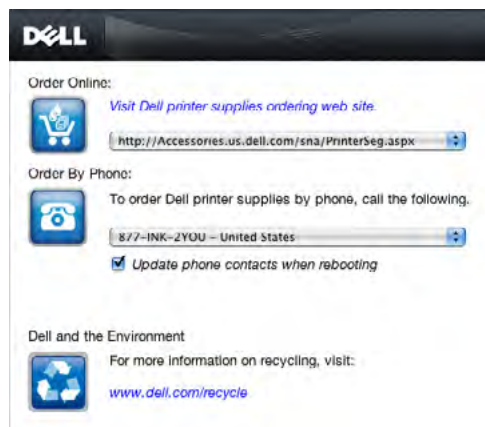 DELL
Order Online:
Visit Dell printer supplies ordering web site.
http://Accessories.us.dell.com/sna/PrinterSeg.aspx
Order By Phone:
To order Dell printer supplies by phone, call the following.
877-INK-2YOU - United States
Update phone contacts when rebooting
Dell and the Environment
For more information on recycling, visit:
www.dell.com/recycle